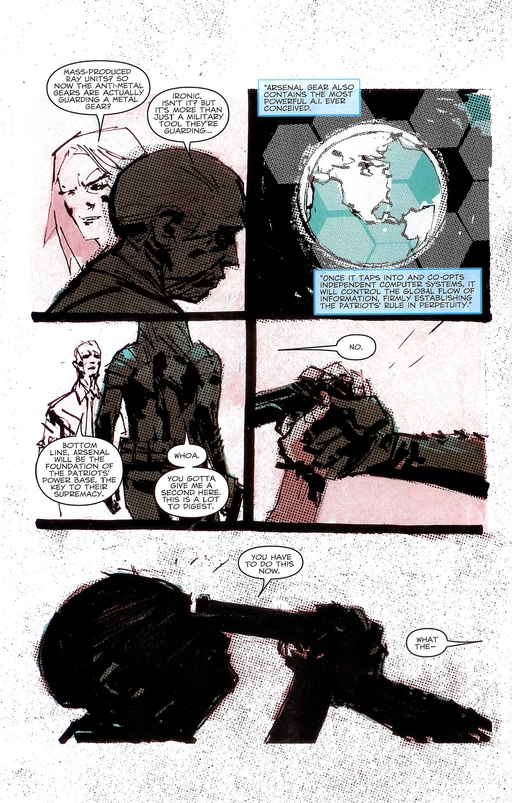 MASS-PRODUCED
RAY UNITS? SO
NOW THE ANTI-METAL
GEARS ARE ACTUALLY
GUARDING A METAL
GEAR?
IRONIC,
ISN'T IT? BUT
IT'S MORE THAN
JUST A MILITARY
TOOL THEY'RE
GUARDING...
"ARSENAL GEAR ALSO
CONTAINS THE MOST
POWERFUL A.I. EVER
CONCEIVED.
"ONCE IT TAPS INTO AND CO-OPTS
INDEPENDENT COMPUTER SYSTEMS, IT
WILL CONTROL THE GLOBAL FLOW OF
INFORMATION, FIRMLY ESTABLISHING
THE PATRIOTS' RULE IN PERPETUITY."
BOTTOM
LINE, ARSENAL
WILL BE THE
FOUNDATION OF
THE PATRIOTS'
POWER BASE, THE
KEY TO THEIR
SUPREMACY.
WHOA.
YOU GOTTA
GIVE ME A
SECOND HERE.
THIS IS A LOT
TO DIGEST.
NO.
YOU HAVE
TO DO THIS
NOW.
WHAT
THE--